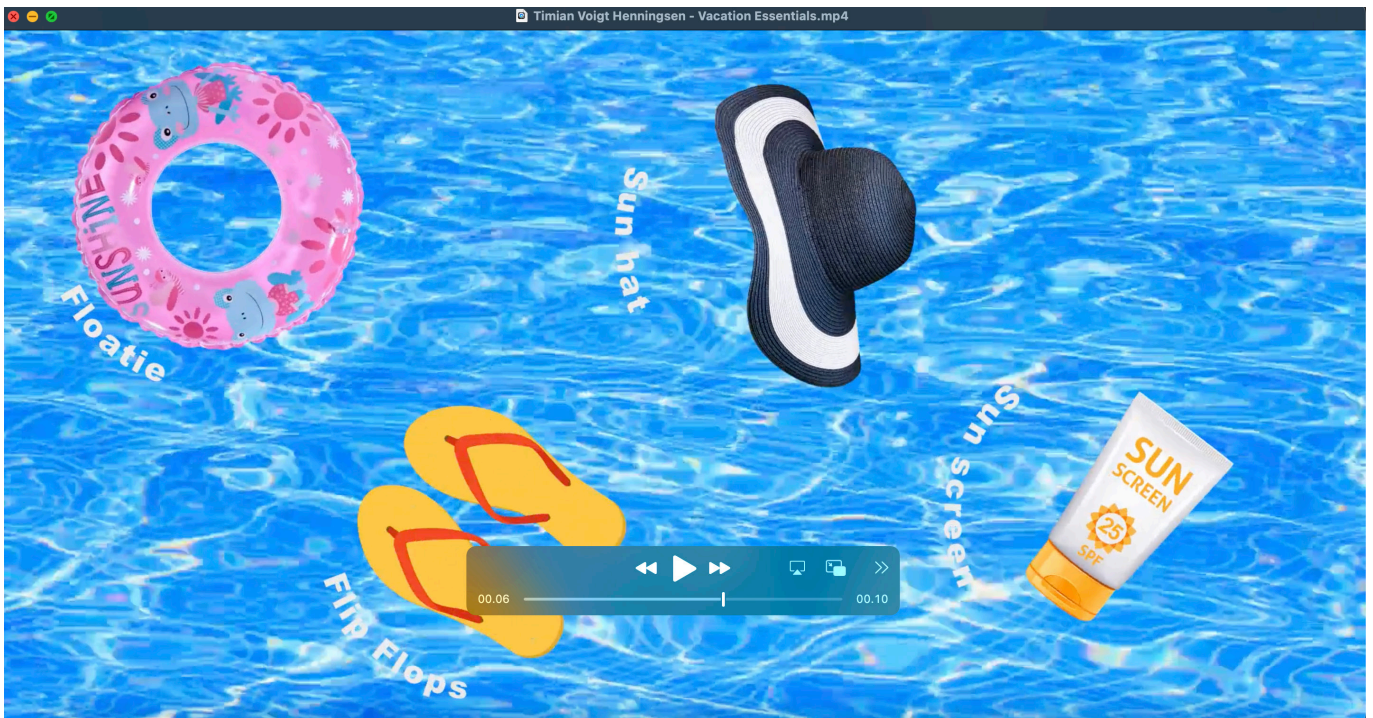 Timian Voigt Henningsen - Vacation Essentials.mp4
SUNSHINE
Floatie
Sun hat
Sun screen
SUN
SCREEN
25
SPF
Flip Flops
00.06
00.10